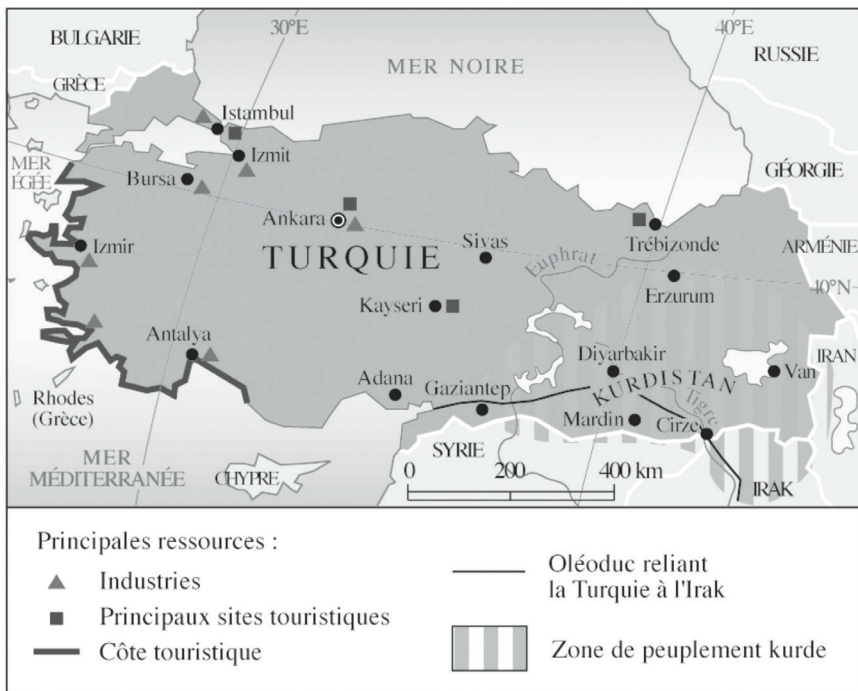 30°E
40°E
BULGARIE
RUSSIE
MER NOIRE
GRÈCE
Istambul
Izmit
MER
ÉGÉE
Bursa
GÉORGIE
Ankara
Sivas
Trébizonde
ARMÉNIE
Izmir
TURQUIE
Euphrat
Erzurum
40°N
Kayseri
Antalya
Diyarbakir
IRAN
Van
Adana
Gaziantep
KURDISTAN
Rhodes
(Grèce)
Mardin
Tigre
Cirze
MER
MÉDITERRANÉE
CHYPRE
SYRIE
0 200 400 km
IRAK
Principales ressources :
Industries
Principaux sites touristiques
Côte touristique
Oléoduc reliant
la Turquie à l'Irak
Zone de peuplement kurde